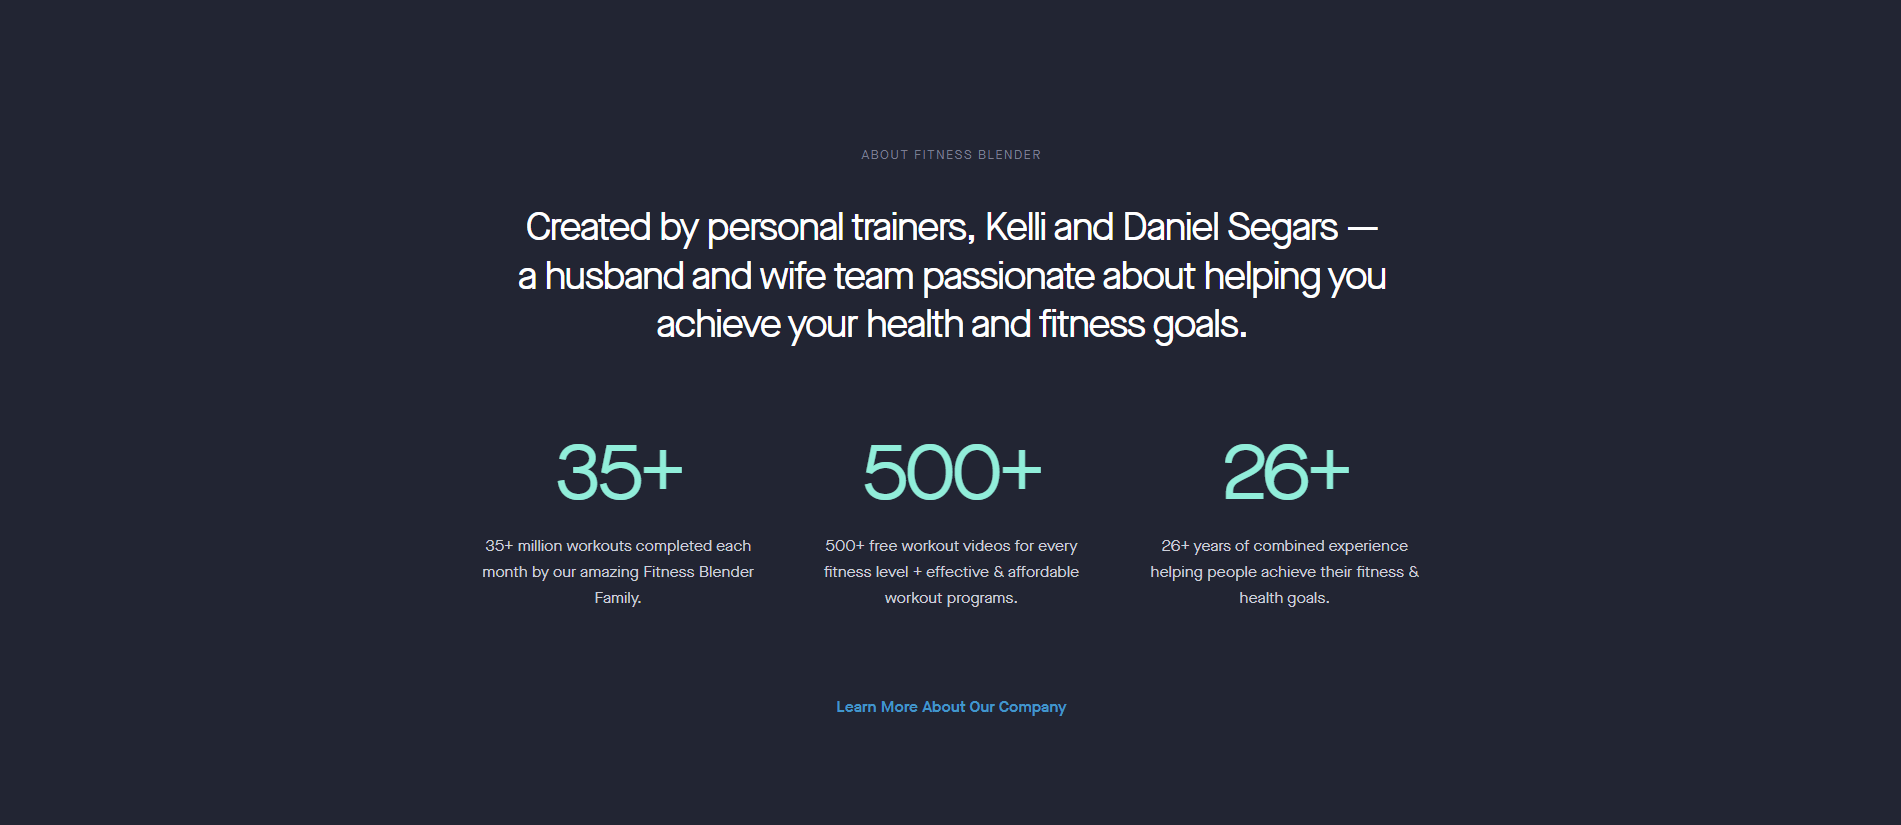 ABOUT FITNESS BLENDER
Created by personal trainers, Kelli and Daniel Segars —
a husband and wife team passionate about helping you
achieve your health and fitness goals.
35+
35+ million workouts completed each
month by our amazing Fitness Blender
Family.
500+
500+ free workout videos for every
fitness level + effective & affordable
workout programs.
26+
26+ years of combined experience
helping people achieve their fitness &
health goals.
Learn More About Our Company